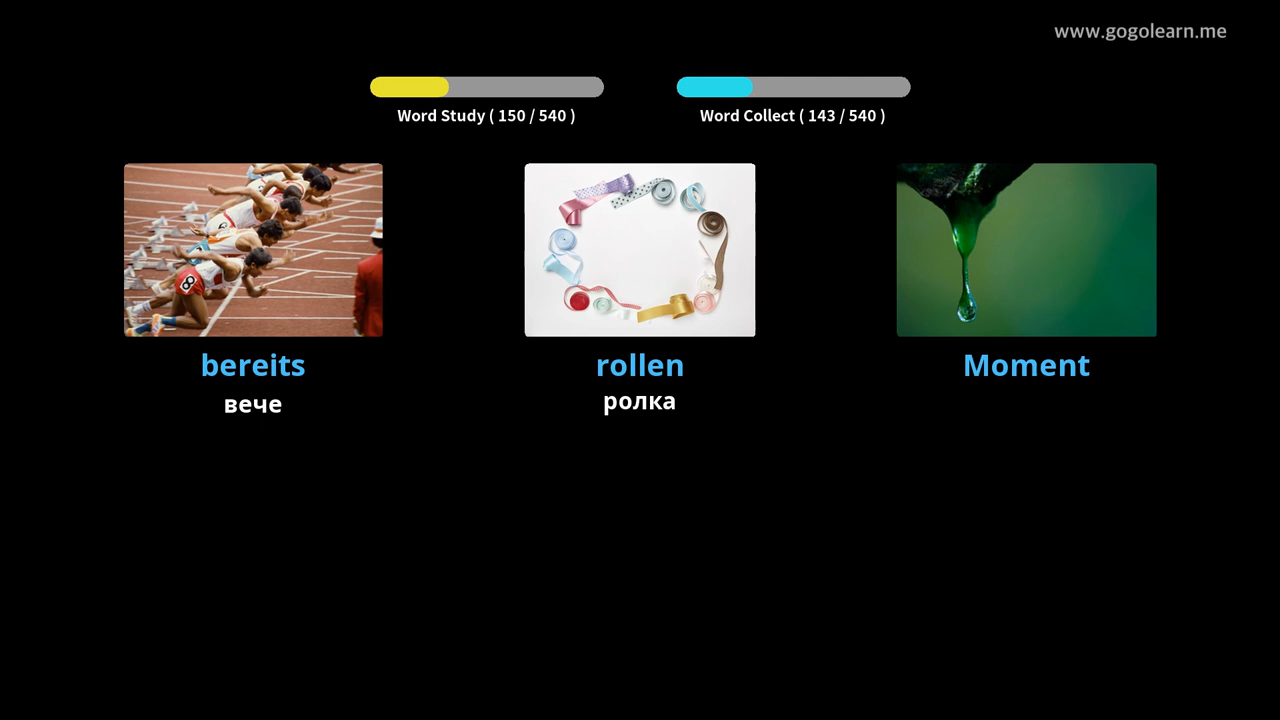 www.gogolearn.me
Word Study ( 150 / 540 )
Word Collect ( 143 / 540 )
bereits
rollen
Moment
вече
ролка